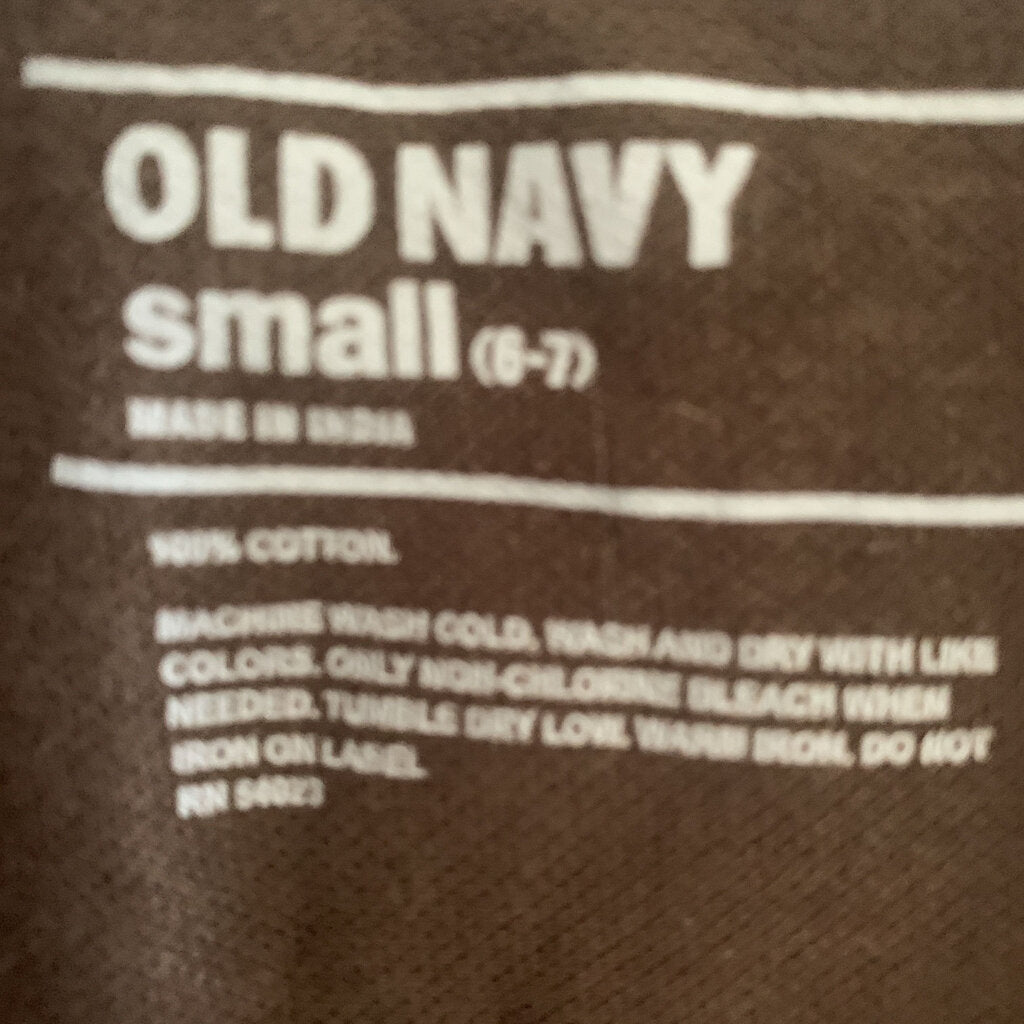 OLD NAVY
small (6-7)
MADE IN INDIA
100% COTTON.
MACHINE WASH COLD. WASH AND DRY WITH LIKE
COLORS. ONLY NON-CHLORINE BLEACH WHEN
NEEDED. TUMBLE DRY LOW. WARM IRON, DO NOT
IRON ON LABEL.
RN 54023